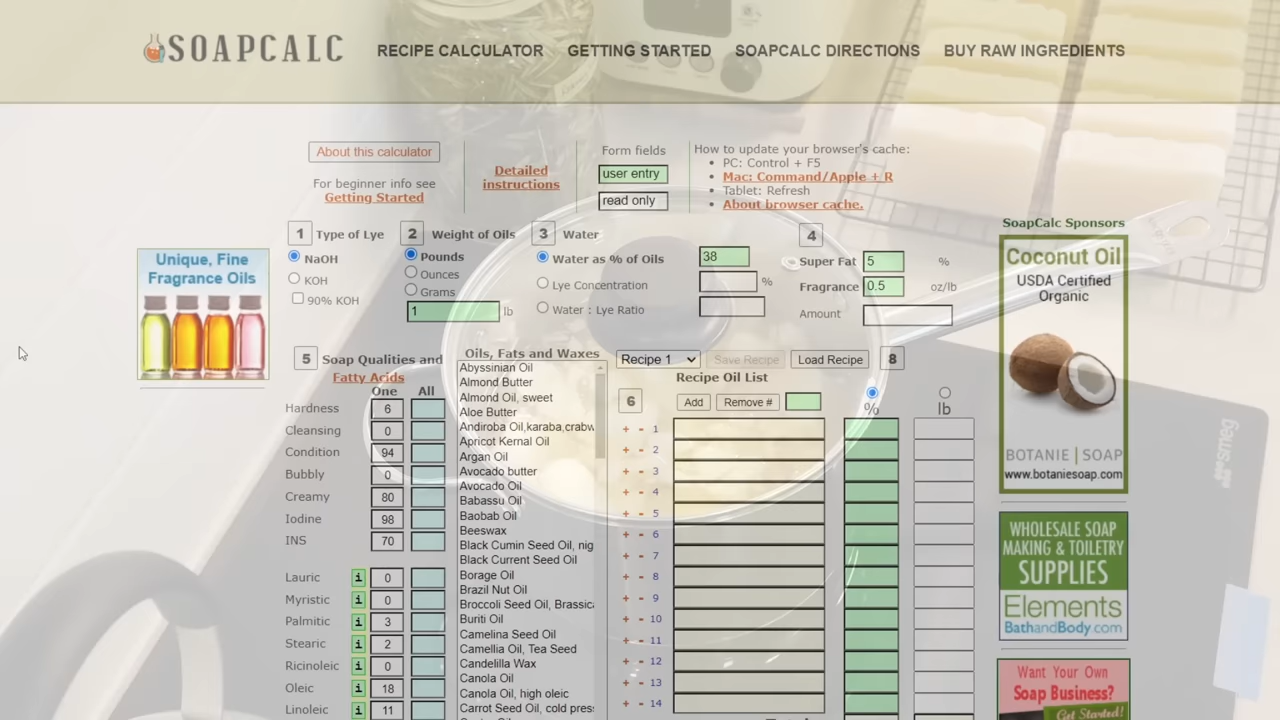 SOAPCALC
RECIPE CALCULATOR
GETTING STARTED
SOAPCALC DIRECTIONS
BUY RAW INGREDIENTS
About this calculator
For beginner info see
Getting Started
Detailed
instructions
Form fields
user entry
read only
How to update your browser's cache:
• PC: Control + F5
• Mac: Command/Apple + R
• Tablet: Refresh
• About browser cache.
1 Type of Lye
NaOH
KOH
90% KOH
2 Weight of Oils
Pounds
Ounces
Grams
1 lb
3 Water
Water as % of Oils 38
Lye Concentration %
Water : Lye Ratio
4
Super Fat 5 %
Fragrance 0.5 oz/lb
Amount
Unique, Fine
Fragrance Oils
5 Soap Qualities and
Fatty Acids
One All
Hardness 6
Cleansing 0
Condition 94
Bubbly 0
Creamy 80
Iodine 98
INS 70
Lauric i 0
Myristic i 0
Palmitic i 3
Stearic i 2
Ricinoleic i 0
Oleic i 18
Linoleic i 11
Oils, Fats and Waxes
Abyssinian Oil
Almond Butter
Almond Oil, sweet
Aloe Butter
Andiroba Oil,karaba,crabw
Apricot Kernal Oil
Argan Oil
Avocado butter
Avocado Oil
Babassu Oil
Baobab Oil
Beeswax
Black Cumin Seed Oil, nig
Black Current Seed Oil
Borage Oil
Brazil Nut Oil
Broccoli Seed Oil, Brassic
Buriti Oil
Camelina Seed Oil
Camellia Oil, Tea Seed
Candelilla Wax
Canola Oil
Canola Oil, high oleic
Carrot Seed Oil, cold pres
Recipe 1
Save Recipe
Load Recipe
8
Recipe Oil List
6
Add
Remove #
%
lb
+ - 1
+ - 2
+ - 3
+ - 4
+ - 5
+ - 6
+ - 7
+ - 8
+ - 9
+ - 10
+ - 11
+ - 12
+ - 13
+ - 14
SoapCalc Sponsors
Coconut Oil
USDA Certified
Organic
BOTANIE | SOAP
www.botaniesoap.com
WHOLESALE SOAP
MAKING & TOILETRY
SUPPLIES
Elements
BathandBody.com
Want Your Own
Soap Business?
Get Started!
smeg